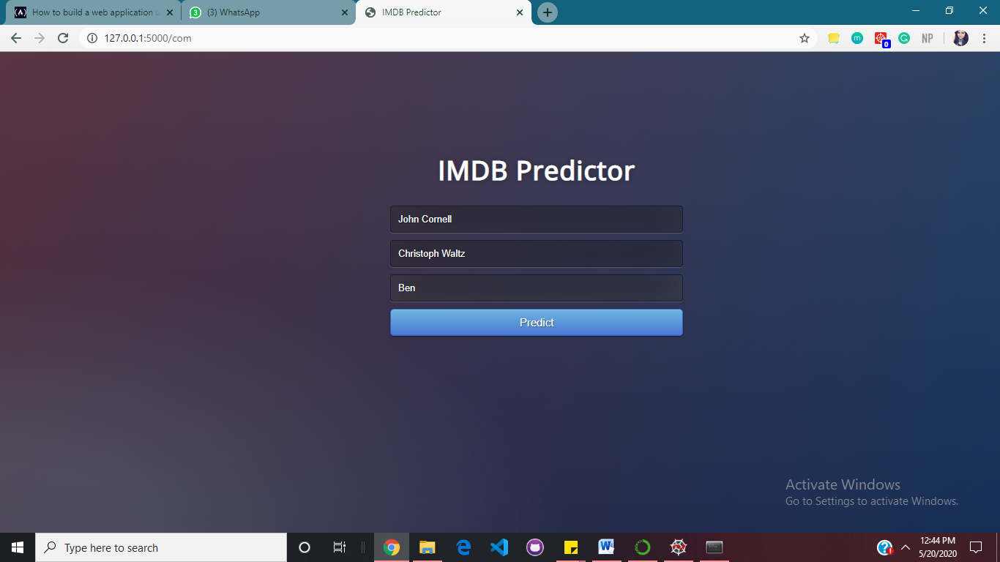 How to build a web application u
3
(3) WhatsApp
IMDB Predictor
127.0.0.1:5000/com
m
0
NP
IMDB Predictor
John Cornell
Christoph Waltz
Ben
Predict
Activate Windows
Go to Settings to activate Windows.
Type here to search
12:44 PM
5/20/2020